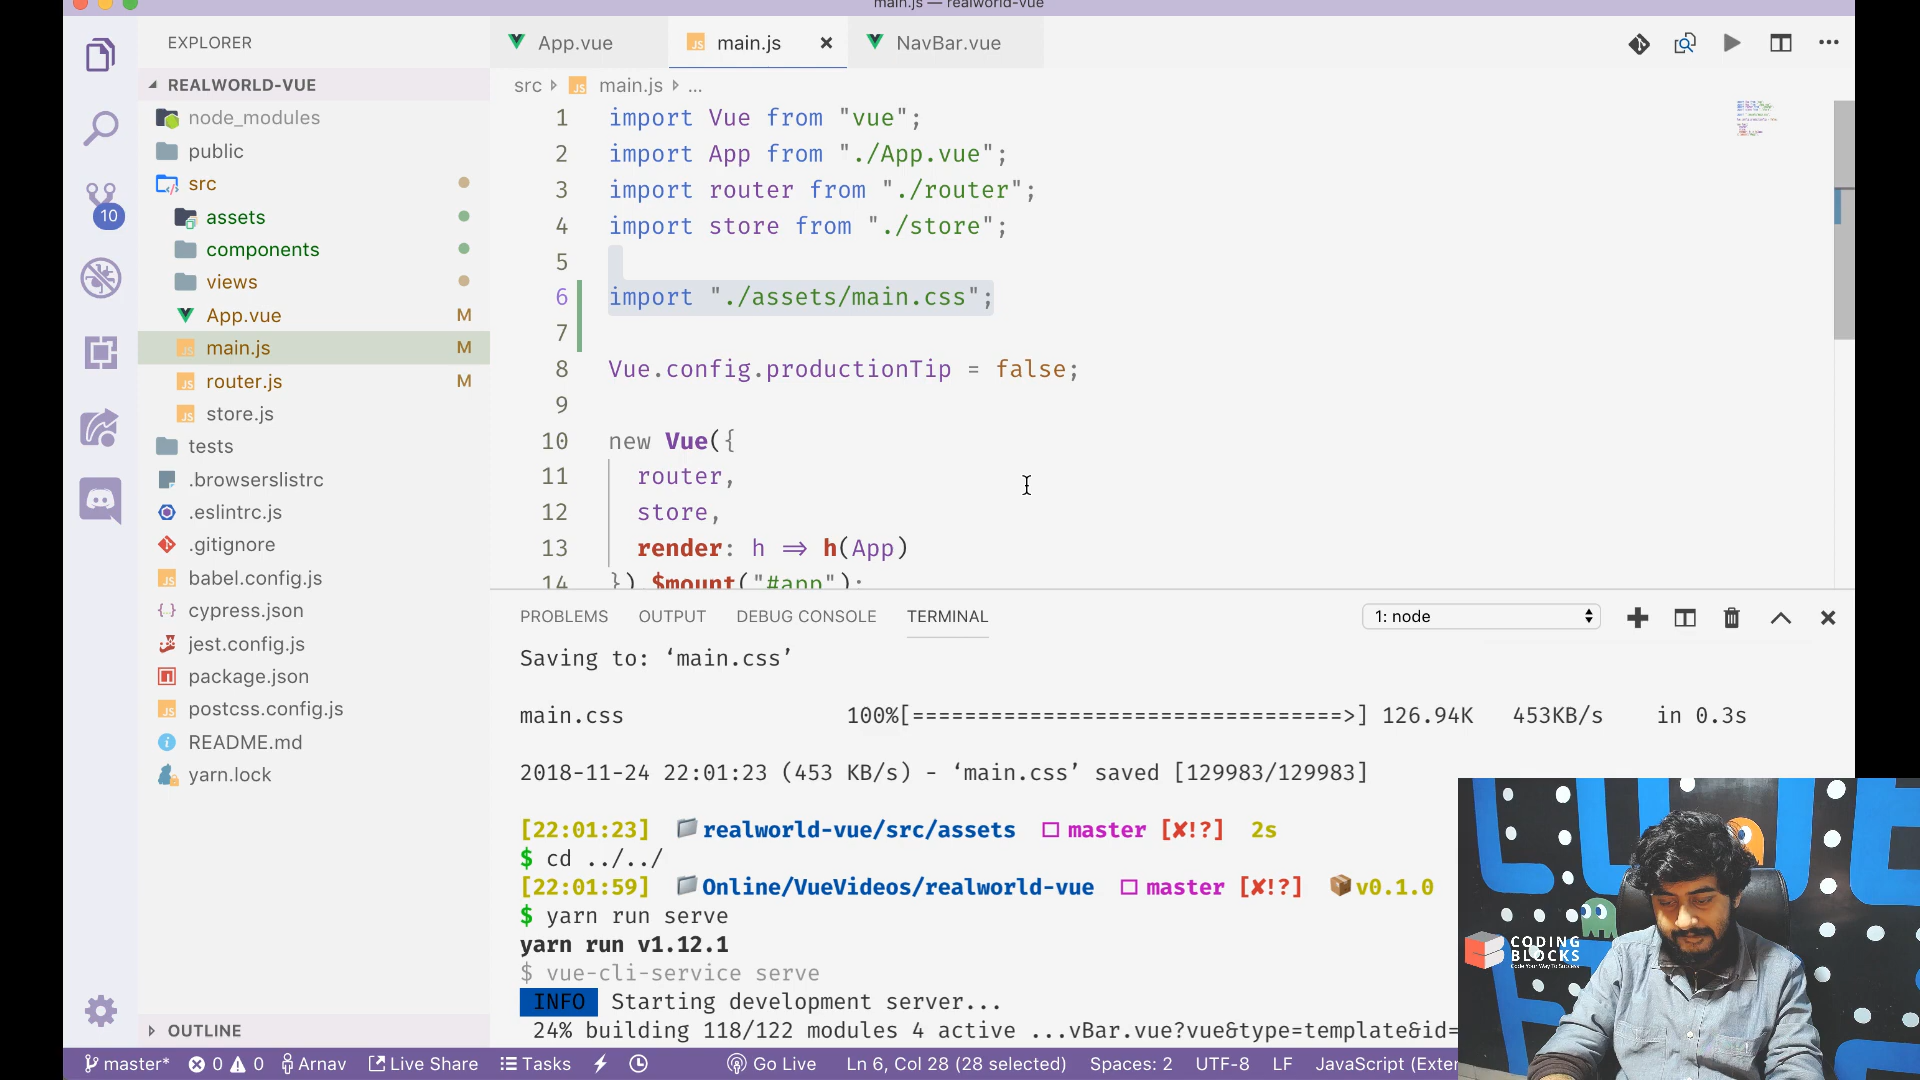 main.js — realworld-vue
EXPLORER
REALWORLD-VUE
node_modules
public
src
assets
components
views
App.vue M
main.js M
router.js M
store.js
tests
.browserslistrc
.eslintrc.js
.gitignore
babel.config.js
cypress.json
jest.config.js
package.json
postcss.config.js
README.md
yarn.lock
OUTLINE
10
App.vue
main.js
NavBar.vue
src main.js ...
1 import Vue from "vue";
2 import App from "./App.vue";
3 import router from "./router";
4 import store from "./store";
5
6 import "./assets/main.css";
7
8 Vue.config.productionTip = false;
9
10 new Vue({
11 router,
12 store,
13 render: h ⇒ h(App)
14 }).$mount("#app");
PROBLEMS OUTPUT DEBUG CONSOLE TERMINAL 1: node
Saving to: ‘main.css’
main.css 100%[================================>] 126.94K 453KB/s in 0.3s
2018-11-24 22:01:23 (453 KB/s) - ‘main.css’ saved [129983/129983]
[22:01:23] realworld-vue/src/assets master [✘!?] 2s
$ cd ../../
[22:01:59] Online/VueVideos/realworld-vue master [✘!?] v0.1.0
$ yarn run serve
yarn run v1.12.1
$ vue-cli-service serve
INFO Starting development server...
24% building 118/122 modules 4 active ...vBar.vue?vue&type=template&id=
CODING
BLOCKS
Code Your Way To Success
master* 0 0 Arnav Live Share Tasks Go Live Ln 6, Col 28 (28 selected) Spaces: 2 UTF-8 LF JavaScript (Exter